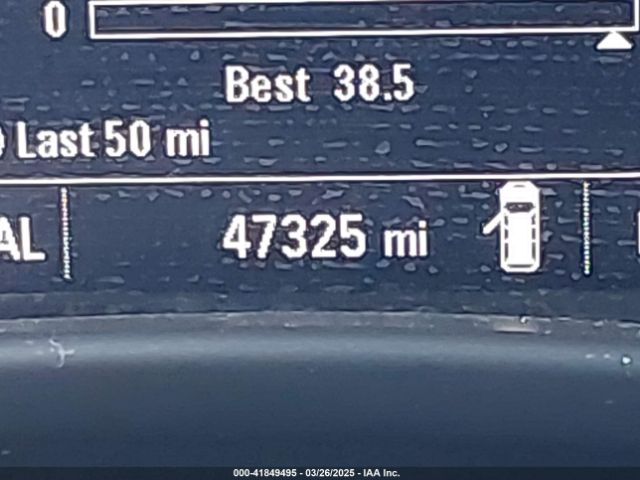 0
Best 38.5
Last 50 mi
AL 47325 mi
000-41849495 - 03/26/2025 - IAA Inc.